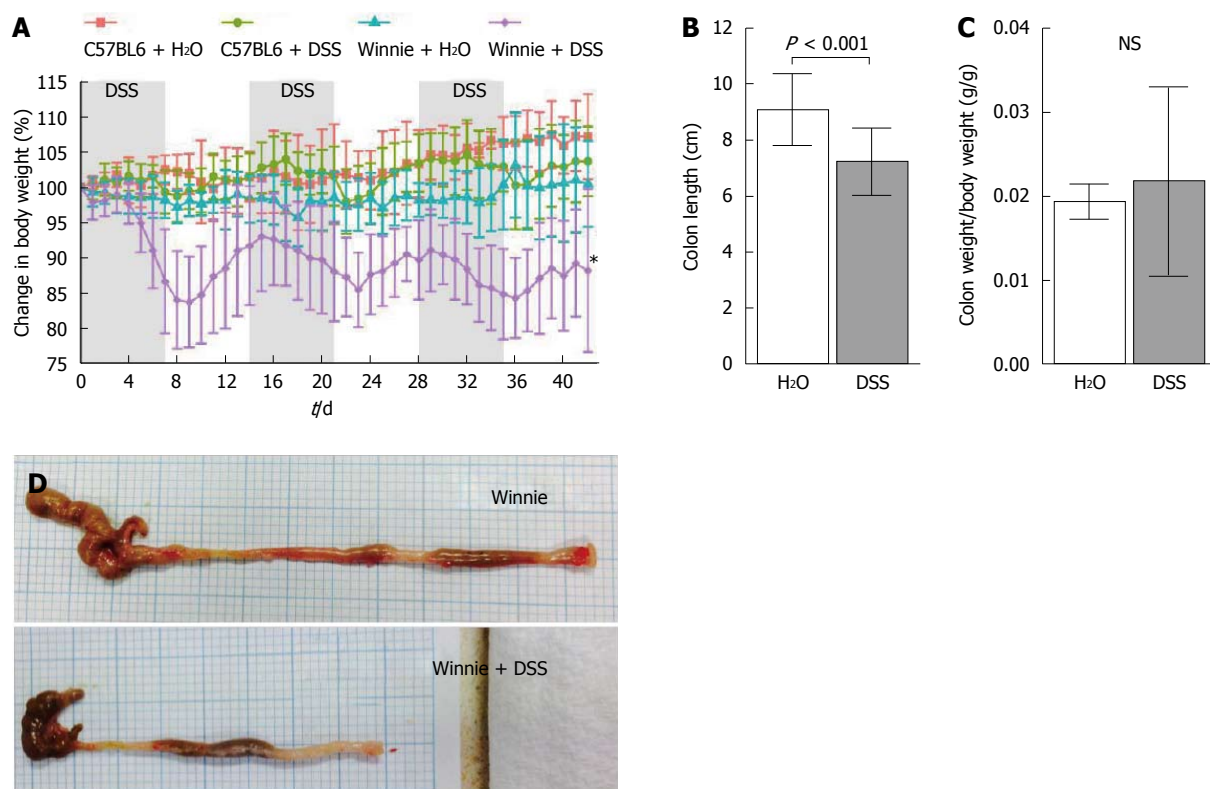 A
C57BL6 + H2O C57BL6 + DSS Winnie + H2O Winnie + DSS
Change in body weight (%)
115
110
105
100
95
90
85
80
75
DSS DSS DSS
*
0 4 8 12 16 20 24 28 32 36 40
t/d
B
Colon length (cm)
12
10
8
6
4
2
0
P < 0.001
H2O DSS
C
Colon weight/body weight (g/g)
0.04
0.03
0.02
0.01
0.00
NS
H2O DSS
D
Winnie
Winnie + DSS